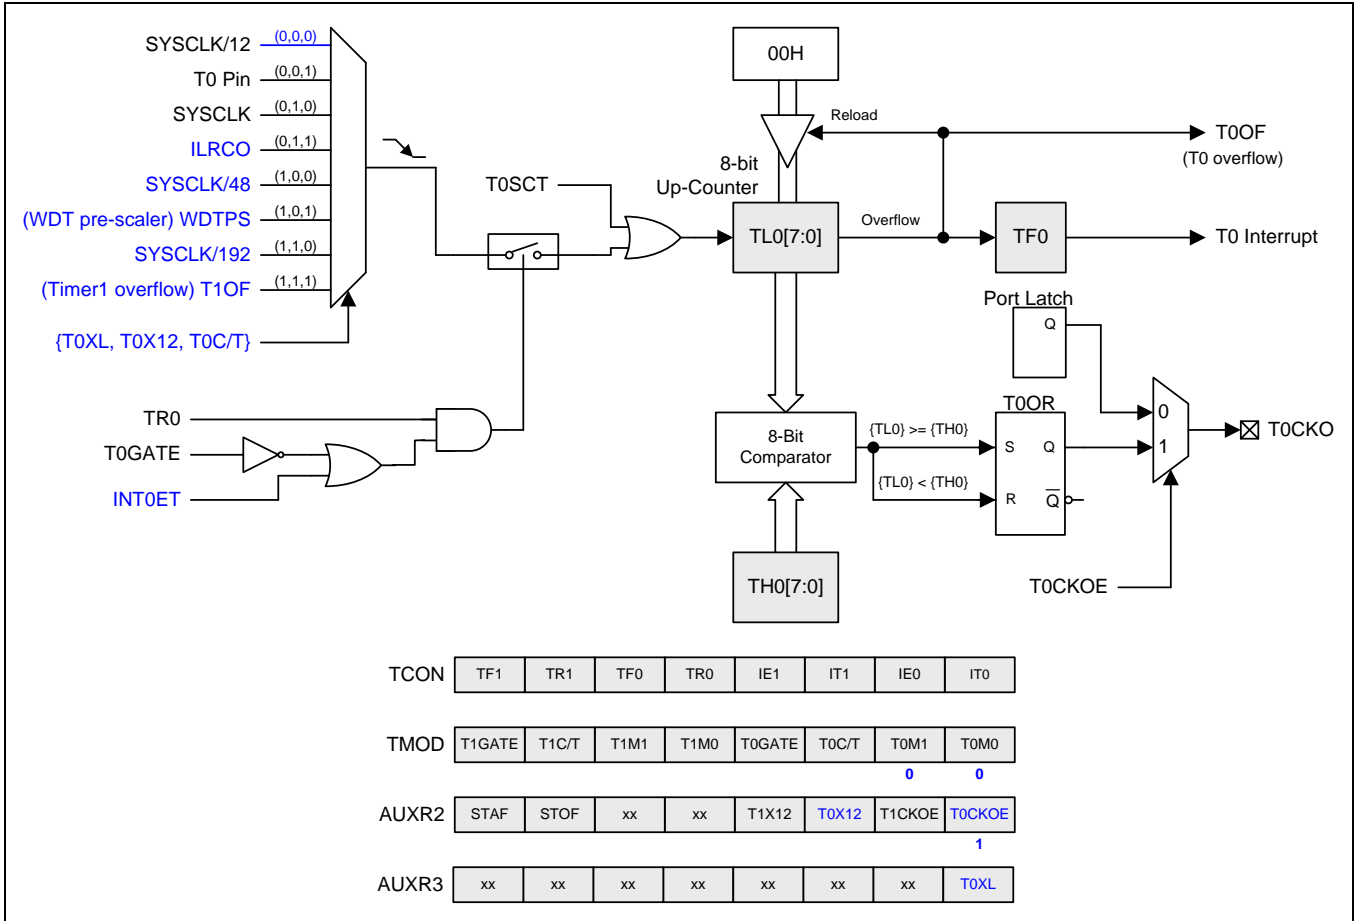 SYSCLK/12 (0,0,0)
T0 Pin (0,0,1)
SYSCLK (0,1,0)
ILRCO (0,1,1)
SYSCLK/48 (1,0,0)
(WDT pre-scaler) WDTPS (1,0,1)
SYSCLK/192 (1,1,0)
(Timer1 overflow) T1OF (1,1,1)
{T0XL, T0X12, T0C/T}
TR0
T0GATE
INT0ET
T0SCT
00H
Reload
8-bit
Up-Counter
TL0[7:0]
Overflow
T0OF
(T0 overflow)
TF0
T0 Interrupt
Port Latch
Q
8-Bit
Comparator
{TL0} >= {TH0}
{TL0} < {TH0}
T0OR
S Q
R Q
0
1
T0CKO
T0CKOE
TH0[7:0]
TCON TF1 TR1 TF0 TR0 IE1 IT1 IE0 IT0
TMOD T1GATE T1C/T T1M1 T1M0 T0GATE T0C/T T0M1 T0M0
0 0
AUXR2 STAF STOF xx xx T1X12 T0X12 T1CKOE T0CKOE
1
AUXR3 xx xx xx xx xx xx xx T0XL